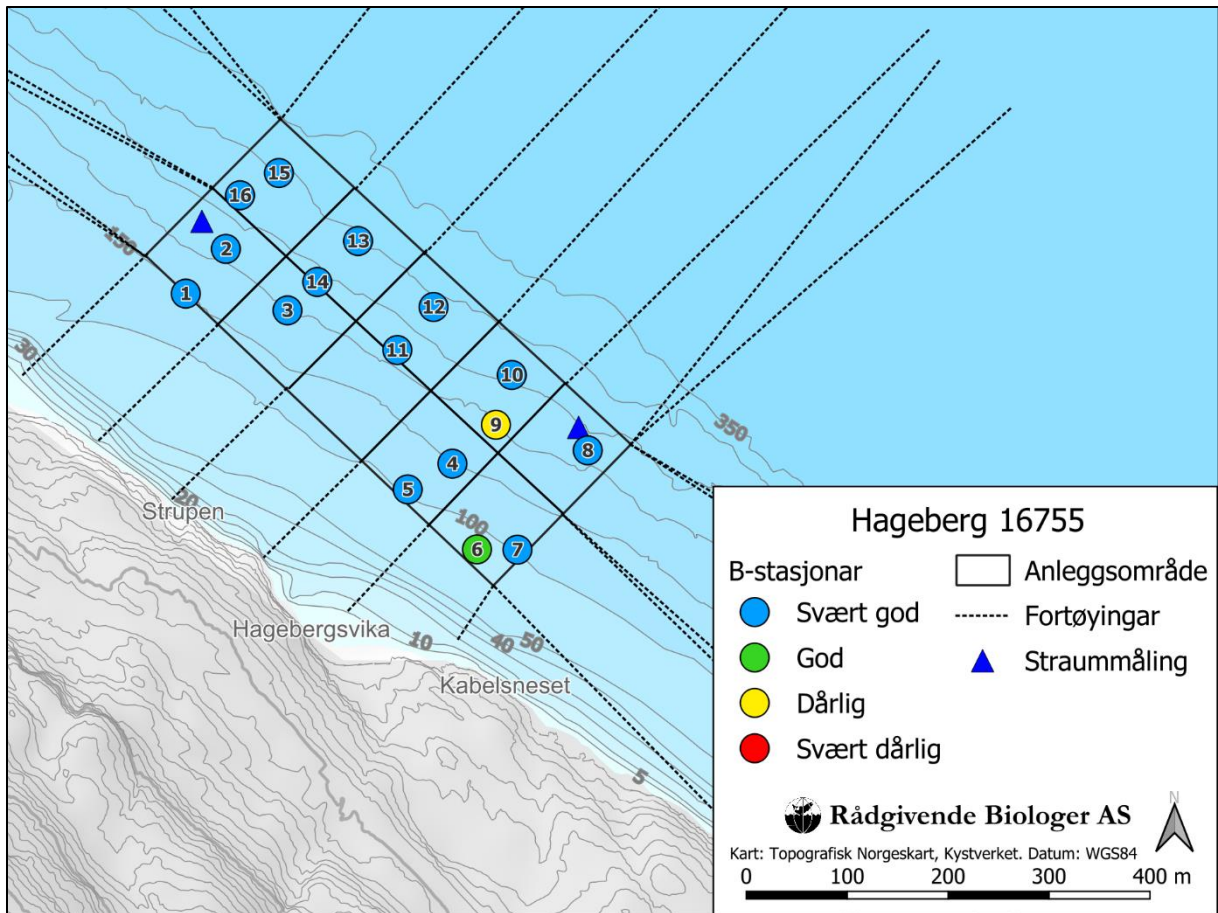 15
16
13
2
150
14
1
3
12
11
30
10
350
9
8
4
20
5
Strupen
100
6
7
Hagebergsvika
10
40
50
Kabelsneset
5
Hageberg 16755
B-stasjonar
Svært god
God
Dårlig
Svært dårlig
Anleggsområde
Fortøyingar
Straummåling
N
Rådgivende Biologer AS
Kart: Topografisk Norgeskart, Kystverket. Datum: WGS84
0 100 200 300 400 m